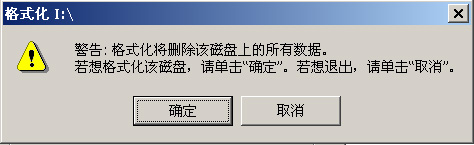 格式化 I:\
警告: 格式化将删除该磁盘上的所有数据。
若想格式化该磁盘，请单击“确定”。若想退出，请单击“取消”。
确定
取消